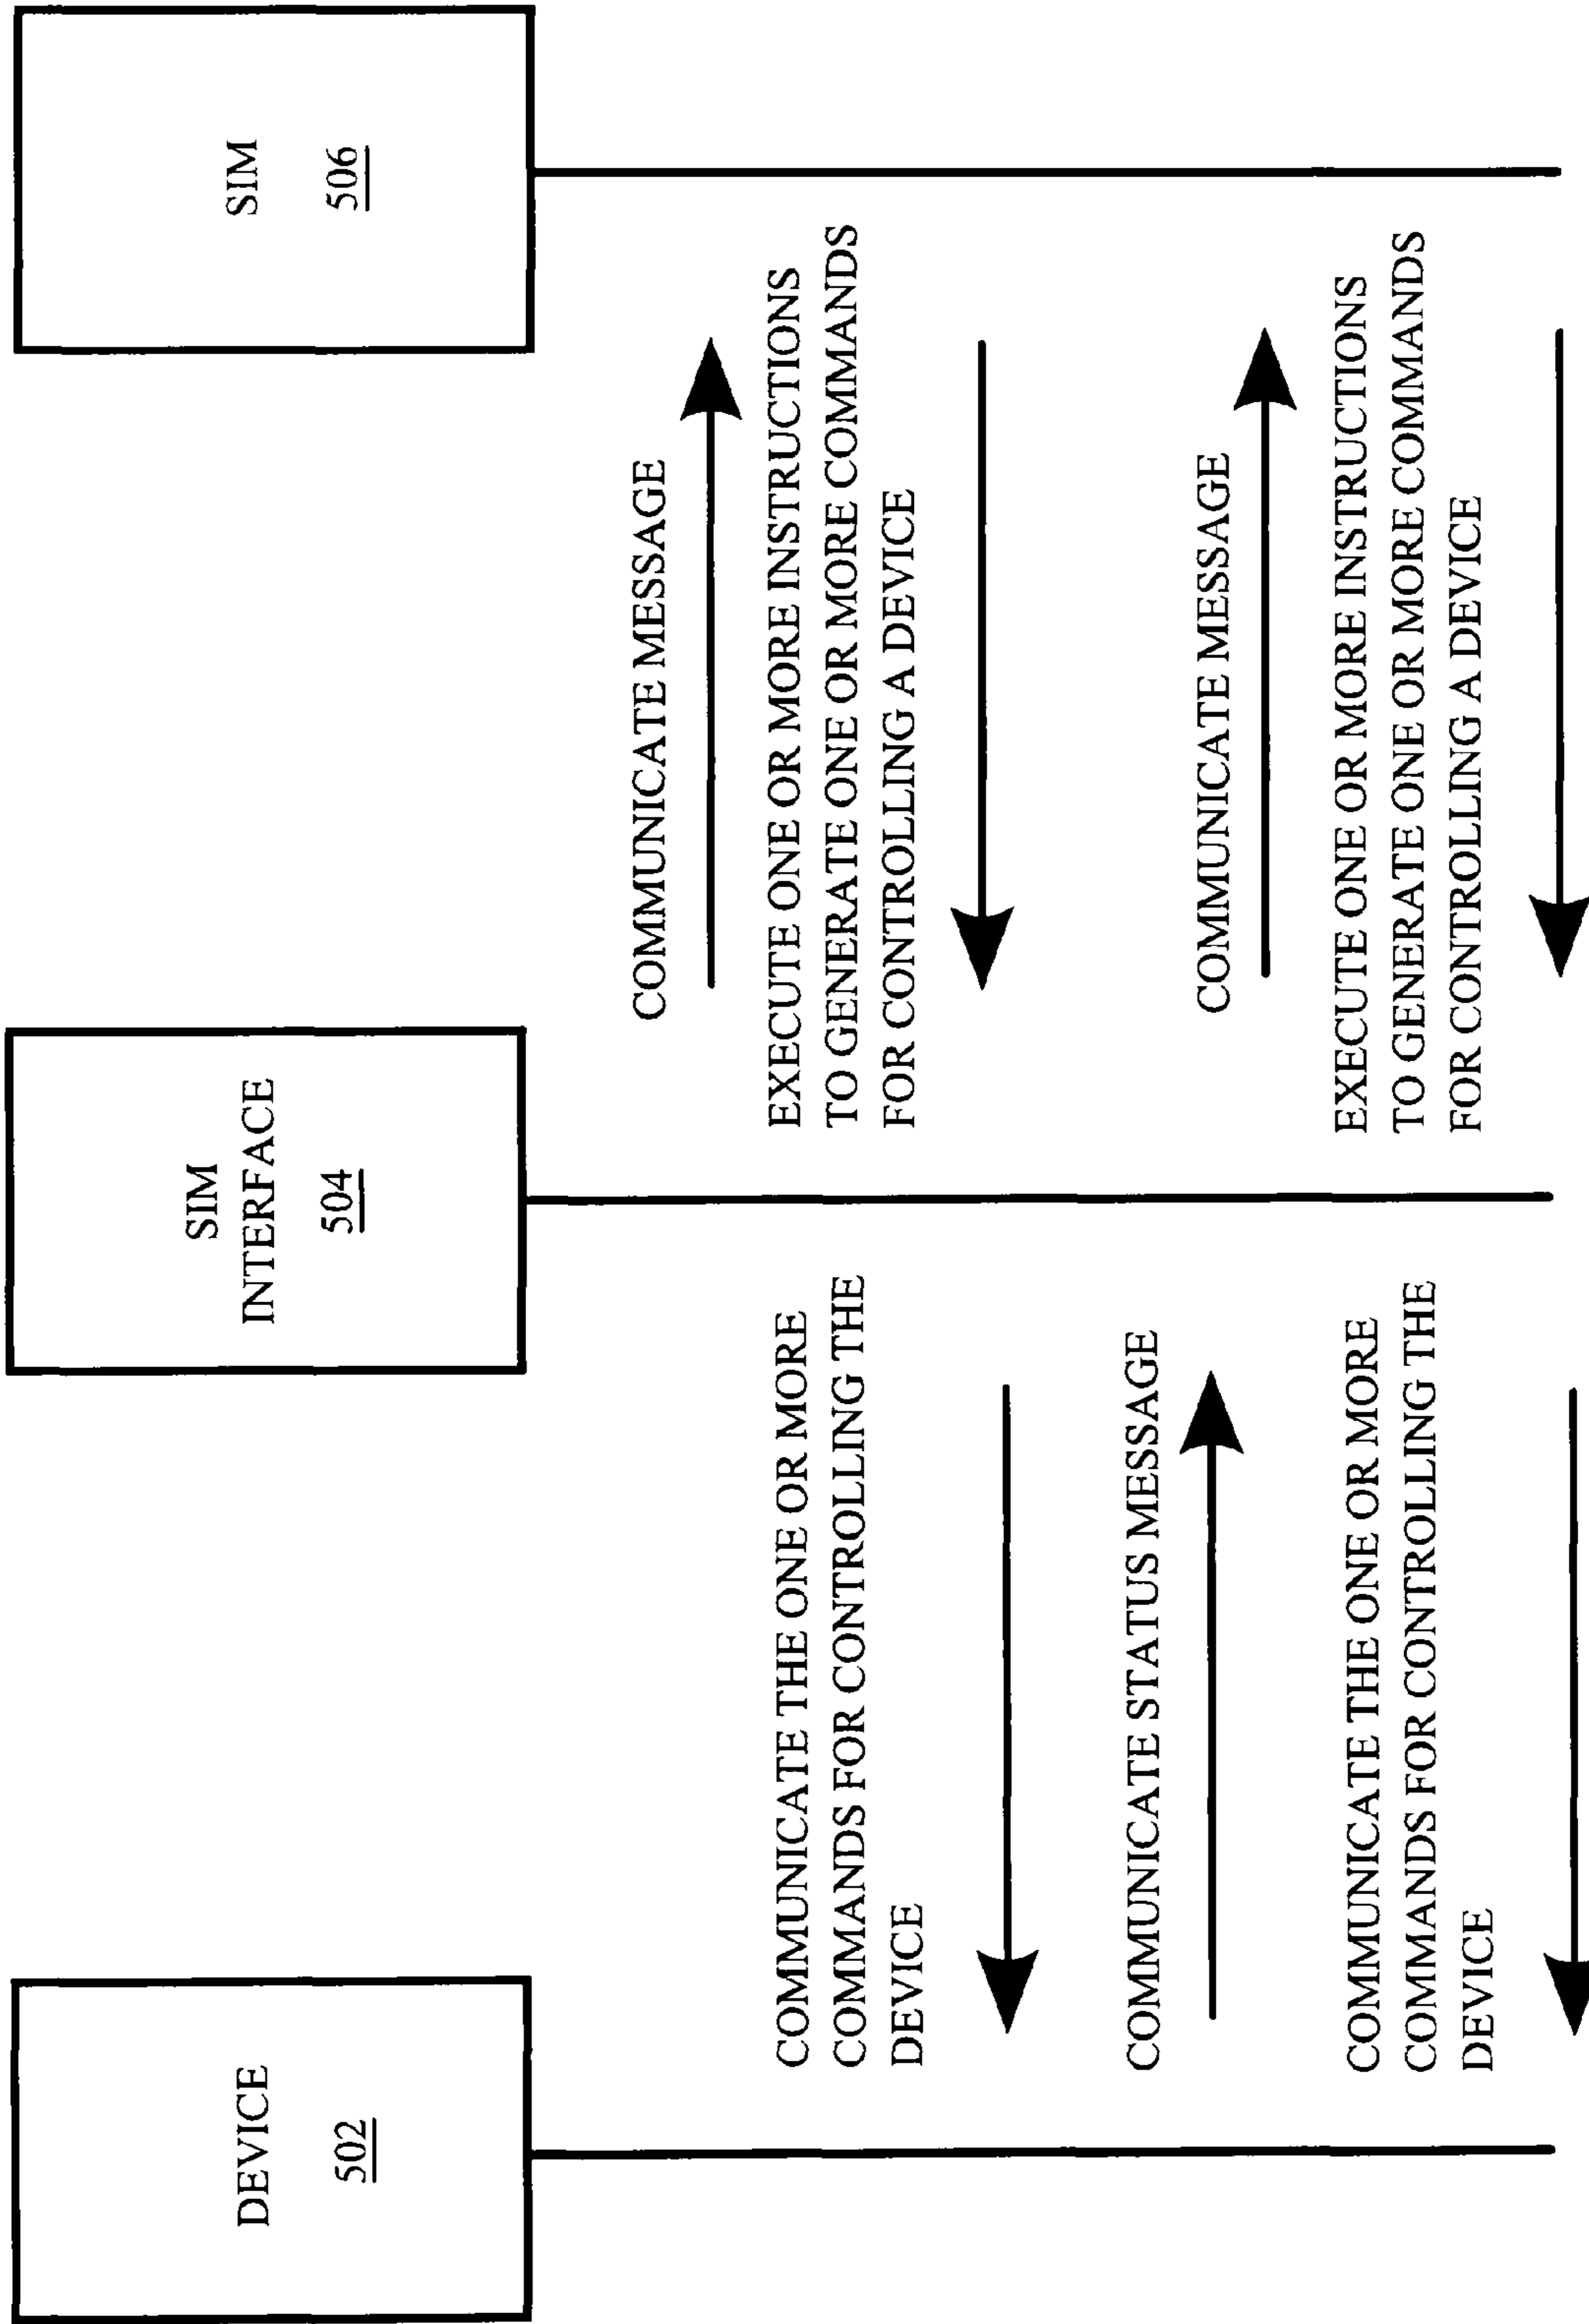 DEVICE
502
SIM
INTERFACE
504
SIM
506
COMMUNICATE MESSAGE
EXECUTE ONE OR MORE INSTRUCTIONS
TO GENERATE ONE OR MORE COMMANDS
FOR CONTROLLING A DEVICE
COMMUNICATE THE ONE OR MORE
COMMANDS FOR CONTROLLING THE
DEVICE
COMMUNICATE STATUS MESSAGE
COMMUNICATE MESSAGE
EXECUTE ONE OR MORE INSTRUCTIONS
TO GENERATE ONE OR MORE COMMANDS
FOR CONTROLLING A DEVICE
COMMUNICATE THE ONE OR MORE
COMMANDS FOR CONTROLLING THE
DEVICE